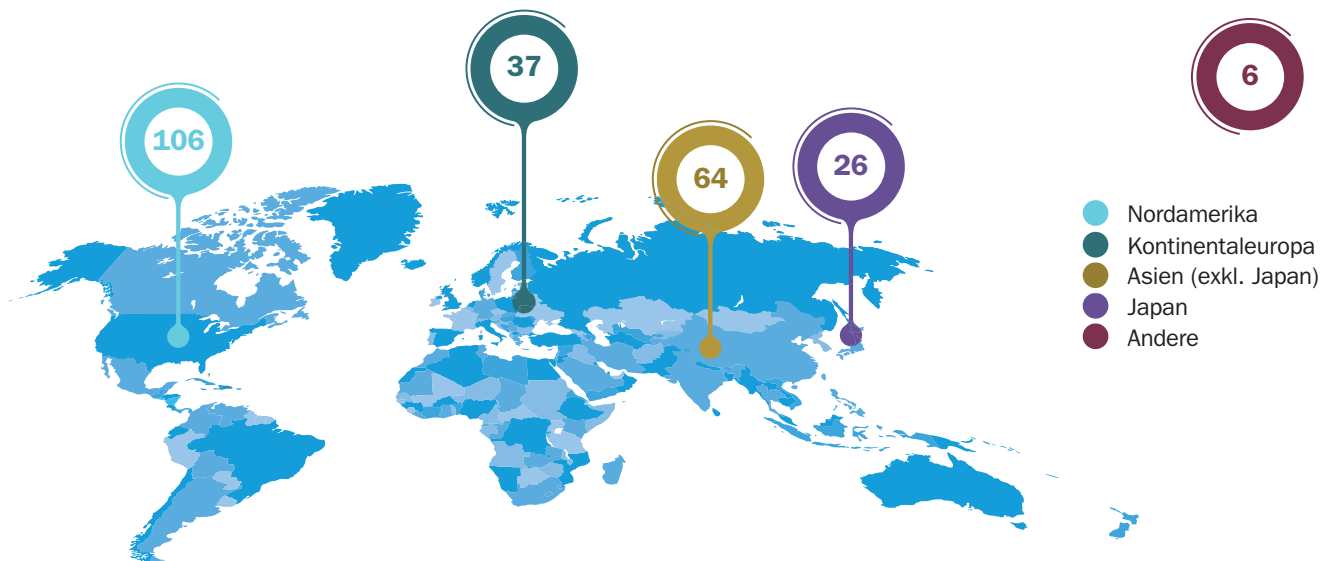 37
6
106
64
26
Nordamerika
Kontinentaleuropa
Asien (exkl. Japan)
Japan
Andere